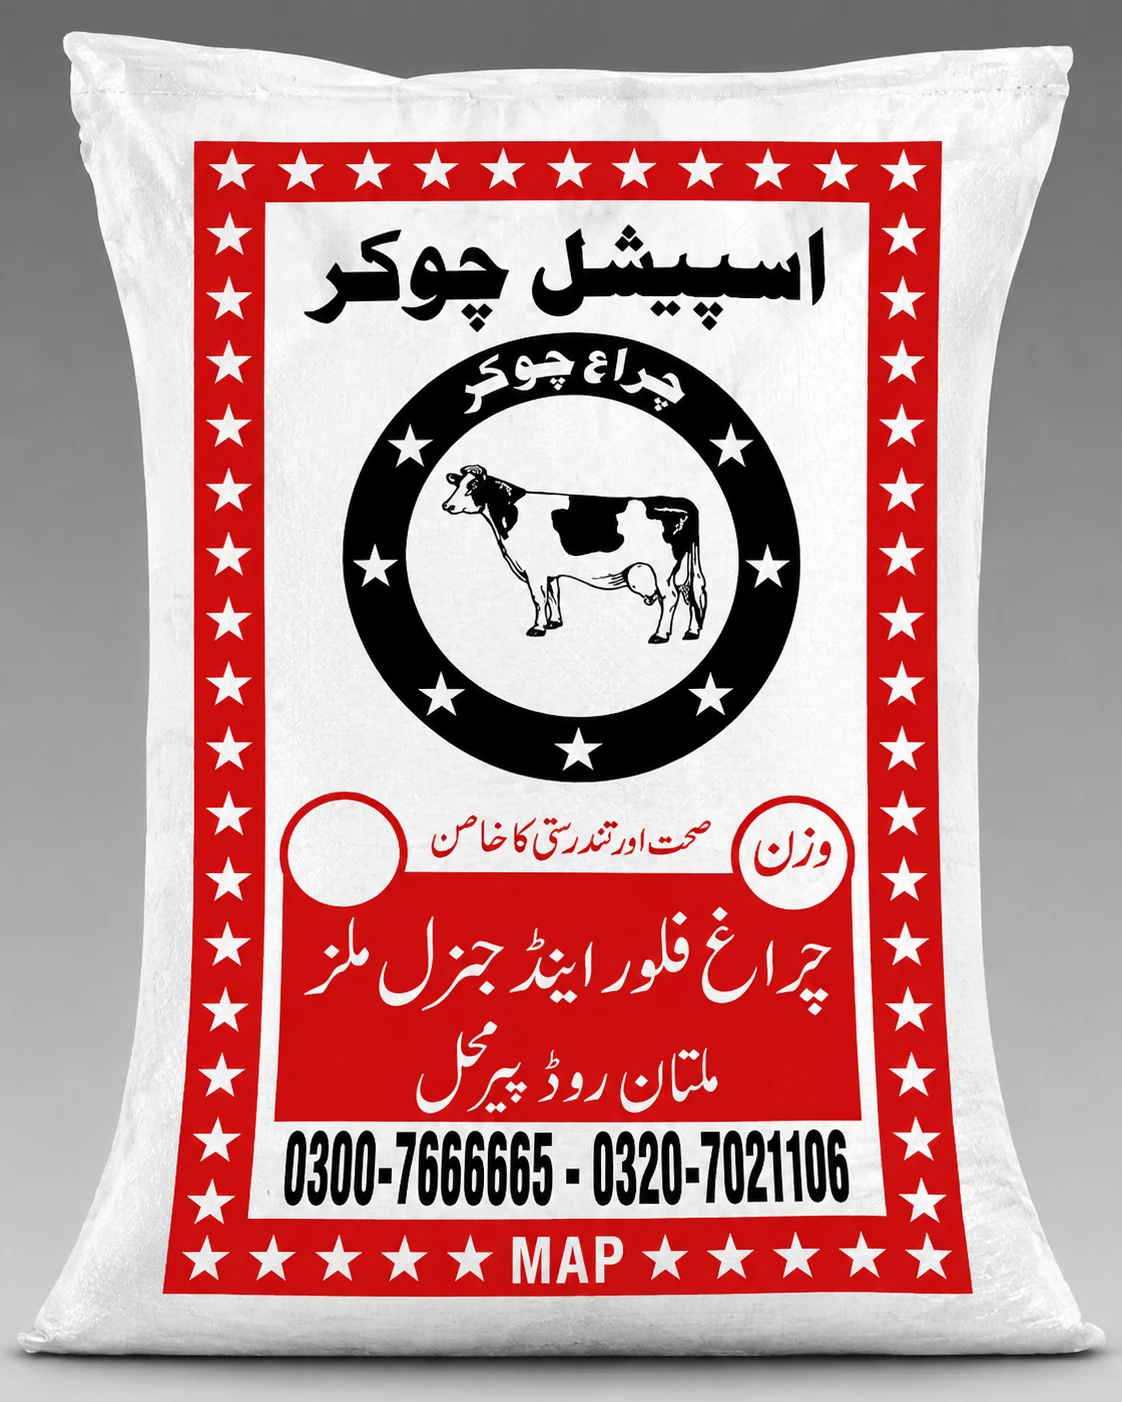 اسپیشل چوکر
چراغ چوکر
صحت اور تندرستی کا خاصن
وزن
چراغ فلور اینڈ جنرل ملز
ملتان روڈ پیر محل
0300-7666665 - 0320-7021106
MAP